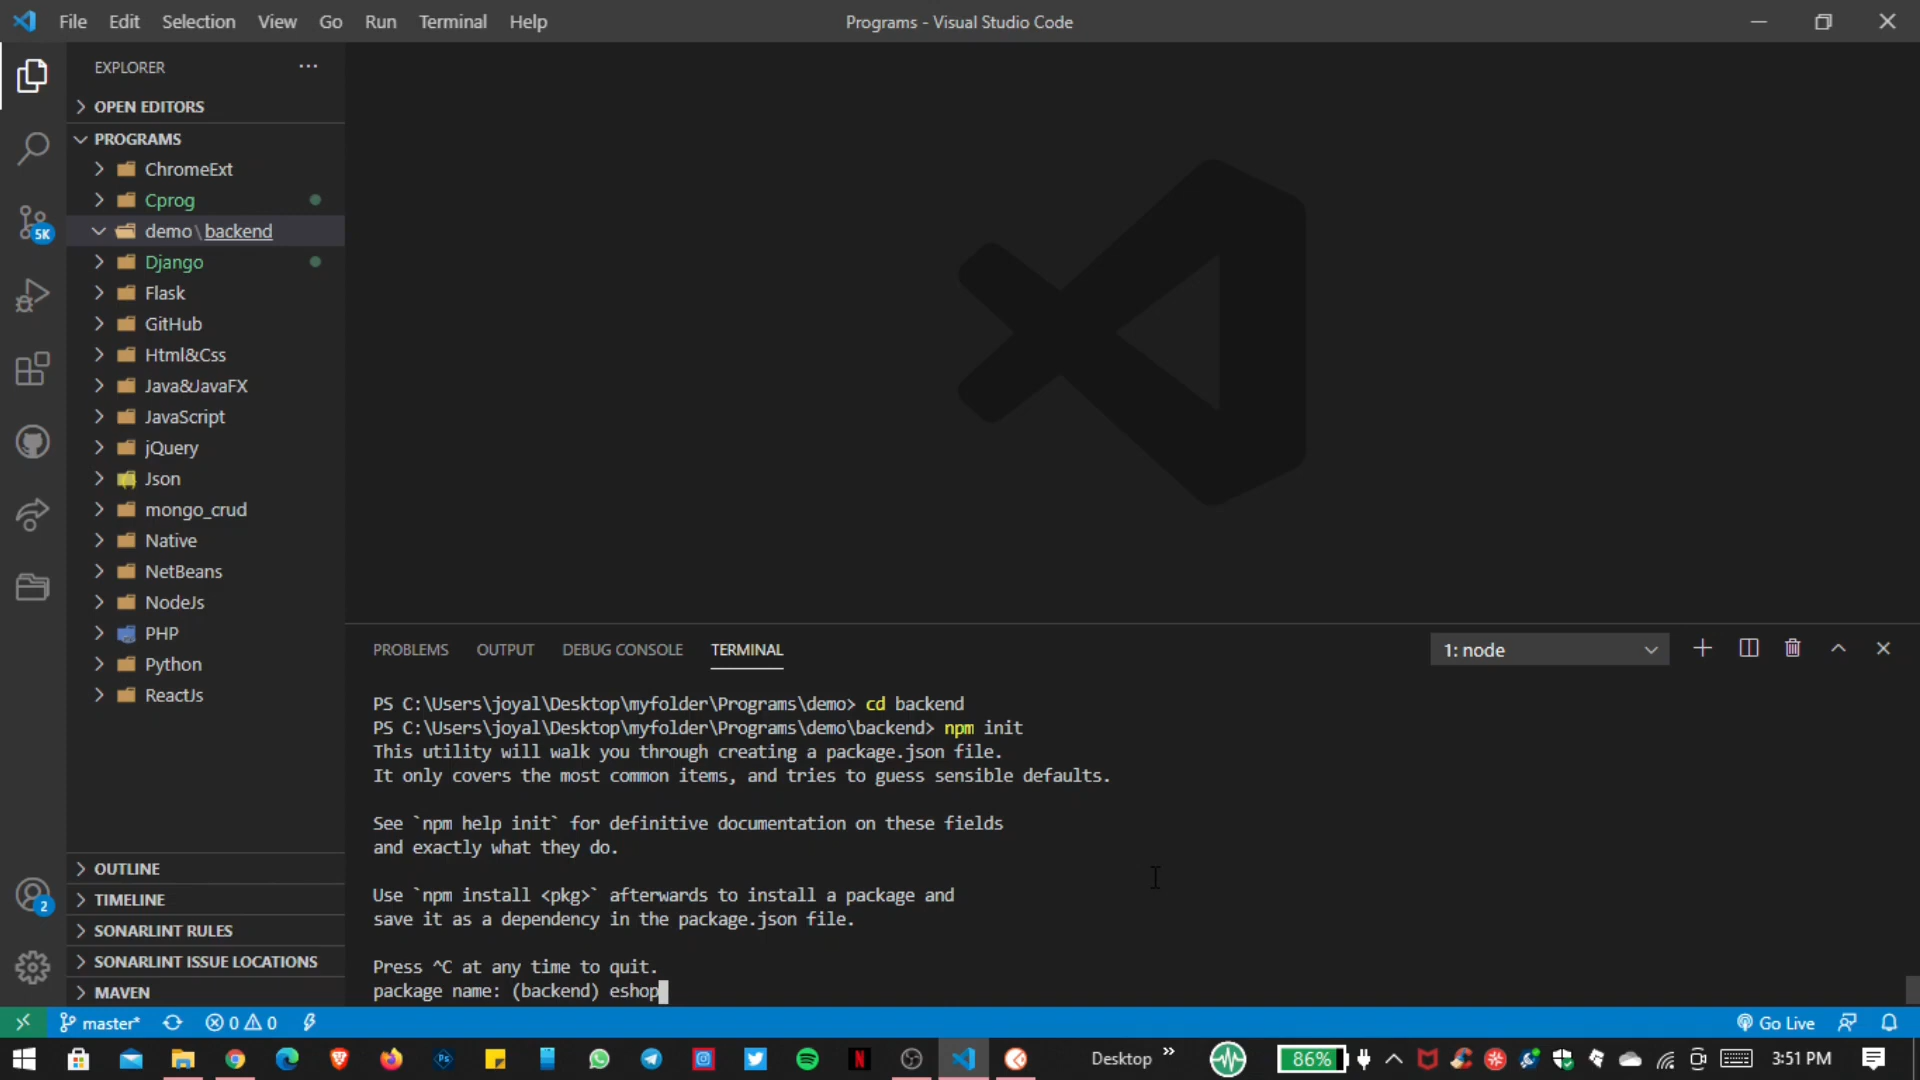 File Edit Selection View Go Run Terminal Help
Programs - Visual Studio Code
EXPLORER
OPEN EDITORS
PROGRAMS
ChromeExt
Cprog
demo\backend
Django
Flask
GitHub
Html&Css
Java&JavaFX
JavaScript
jQuery
Json
mongo_crud
Native
NetBeans
NodeJs
PHP
Python
ReactJs
OUTLINE
TIMELINE
SONARLINT RULES
SONARLINT ISSUE LOCATIONS
MAVEN
5K
2
PROBLEMS OUTPUT DEBUG CONSOLE TERMINAL
1: node
PS C:\Users\joyal\Desktop\myfolder\Programs\demo> cd backend
PS C:\Users\joyal\Desktop\myfolder\Programs\demo\backend> npm init
This utility will walk you through creating a package.json file.
It only covers the most common items, and tries to guess sensible defaults.
See `npm help init` for definitive documentation on these fields
and exactly what they do.
Use `npm install <pkg>` afterwards to install a package and
save it as a dependency in the package.json file.
Press ^C at any time to quit.
package name: (backend) eshop
master* 0 0
Go Live
Ps
N
Desktop »
86%
3:51 PM